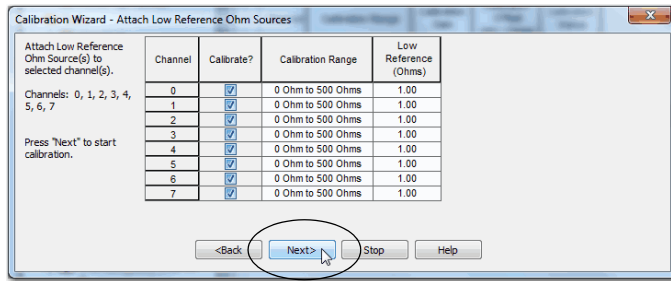 Calibration Wizard - Attach Low Reference Ohm Sources
Attach Low Reference
Ohm Source(s) to
selected channel(s).
Channels: 0, 1, 2, 3, 4,
5, 6, 7
Press "Next" to start
calibration.
Channel Calibrate? Calibration Range Low Reference (Ohms)
0 0 Ohm to 500 Ohms 1.00
1 0 Ohm to 500 Ohms 1.00
2 0 Ohm to 500 Ohms 1.00
3 0 Ohm to 500 Ohms 1.00
4 0 Ohm to 500 Ohms 1.00
5 0 Ohm to 500 Ohms 1.00
6 0 Ohm to 500 Ohms 1.00
7 0 Ohm to 500 Ohms 1.00
<Back Next> Stop Help